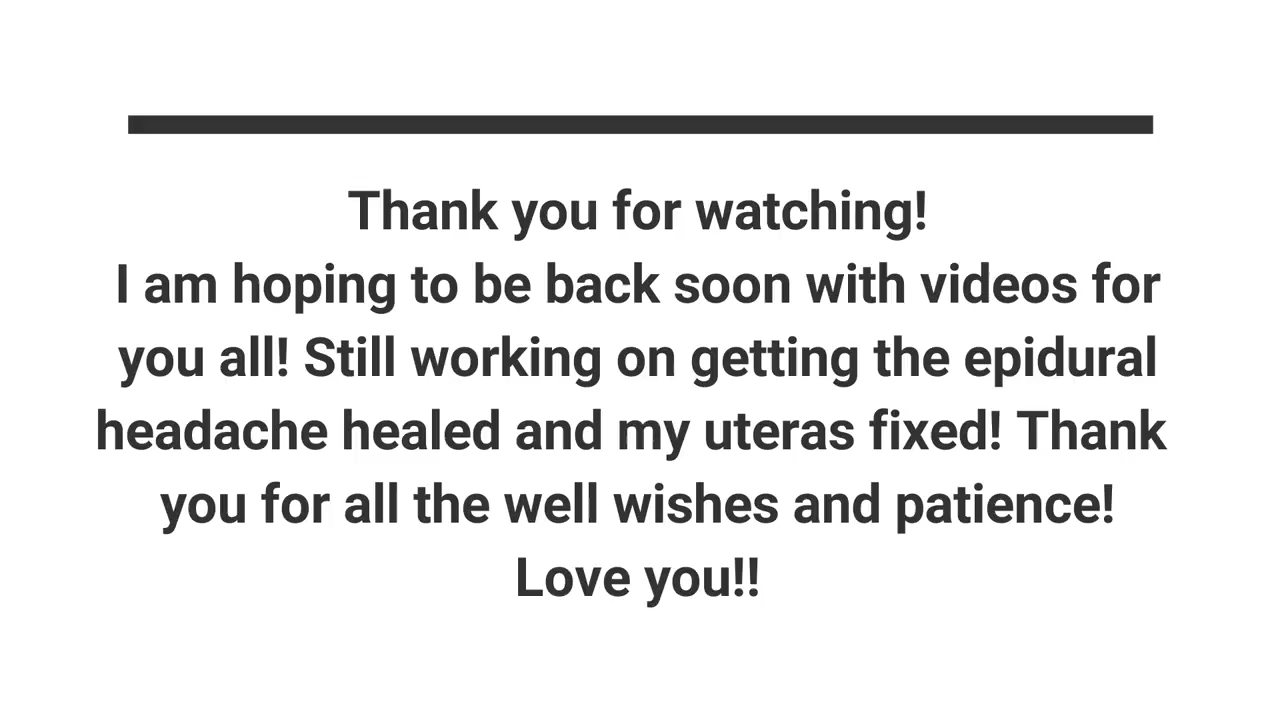 Thank you for watching!
I am hoping to be back soon with videos for
you all! Still working on getting the epidural
headache healed and my uteras fixed! Thank
you for all the well wishes and patience!
Love you!!